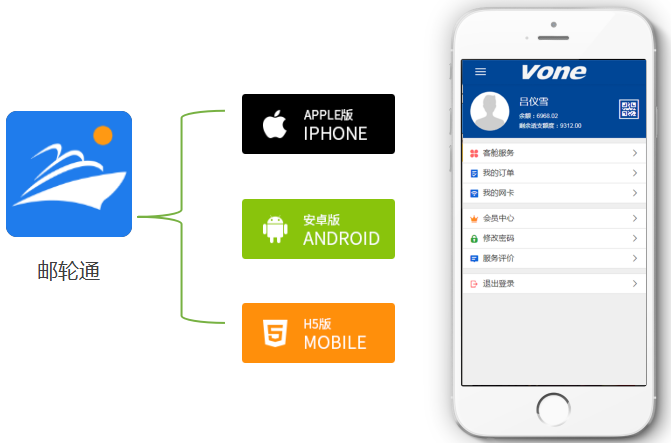 邮轮通
APPLE版
IPHONE
安卓版
ANDROID
H5版
MOBILE
Vone
吕仪雪
余额：6966.02
剩余透支额度：9312.00
客舱服务
我的订单
我的网卡
会员中心
修改密码
服务评价
退出登录